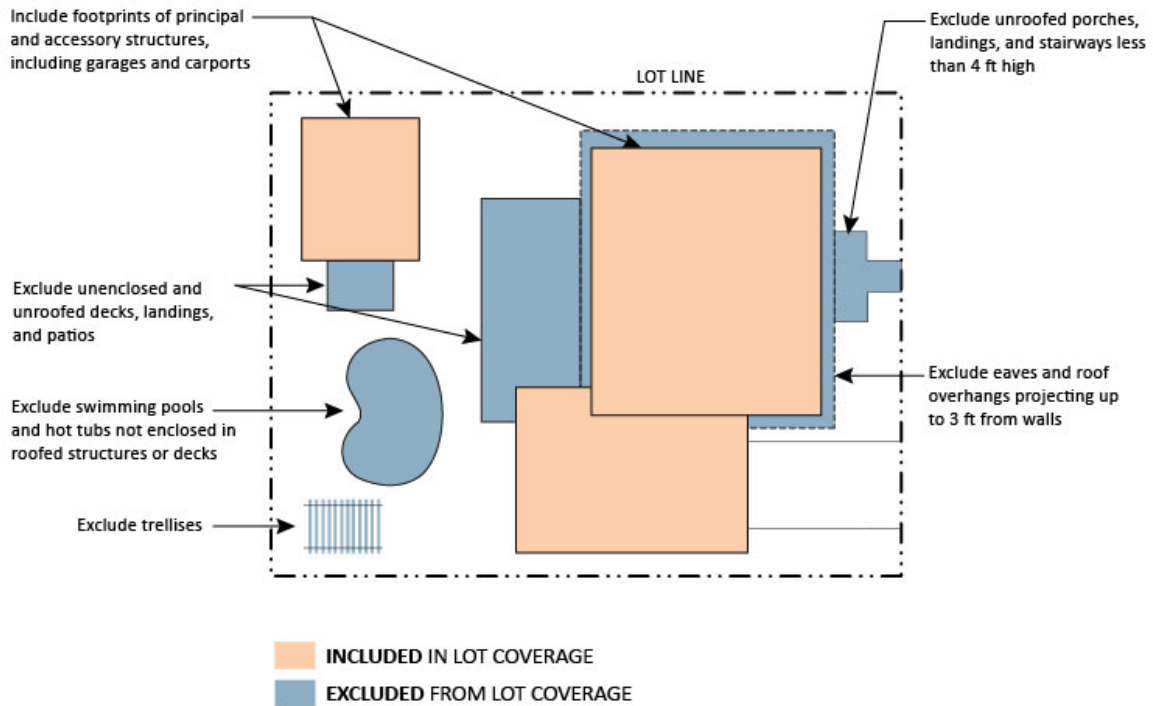 Include footprints of principal
and accessory structures,
including garages and carports
Exclude unroofed porches,
landings, and stairways less
than 4 ft high
LOT LINE
Exclude unenclosed and
unroofed decks, landings,
and patios
Exclude eaves and roof
overhangs projecting up
to 3 ft from walls
Exclude swimming pools
and hot tubs not enclosed in
roofed structures or decks
Exclude trellises
INCLUDED IN LOT COVERAGE
EXCLUDED FROM LOT COVERAGE